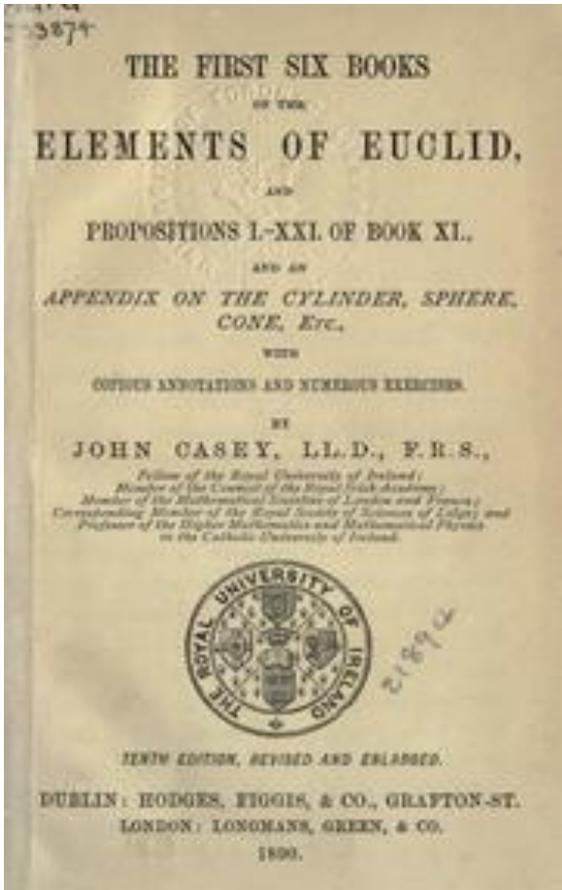 3874
THE FIRST SIX BOOKS
OF THE
ELEMENTS OF EUCLID,
AND
PROPOSITIONS I.-XXI. OF BOOK XI.,
AND AN
APPENDIX ON THE CYLINDER, SPHERE,
CONE, ETC.,
WITH
COPIOUS ANNOTATIONS AND NUMEROUS EXERCISES.
BY
JOHN CASEY, LL.D., F.R.S.,
Fellow of the Royal University of Ireland;
Member of the Council of the Royal Irish Academy;
Member of the Mathematical Societies of London and France;
Corresponding Member of the Royal Society of Sciences of Liége; and
Professor of the Higher Mathematics and Mathematical Physics
in the Catholic University of Ireland.
THE ROYAL UNIVERSITY OF IRELAND
TENTH EDITION, REVISED AND ENLARGED.
DUBLIN: HODGES, FIGGIS, & CO., GRAFTON-ST.
LONDON: LONGMANS, GREEN, & CO.
1890.